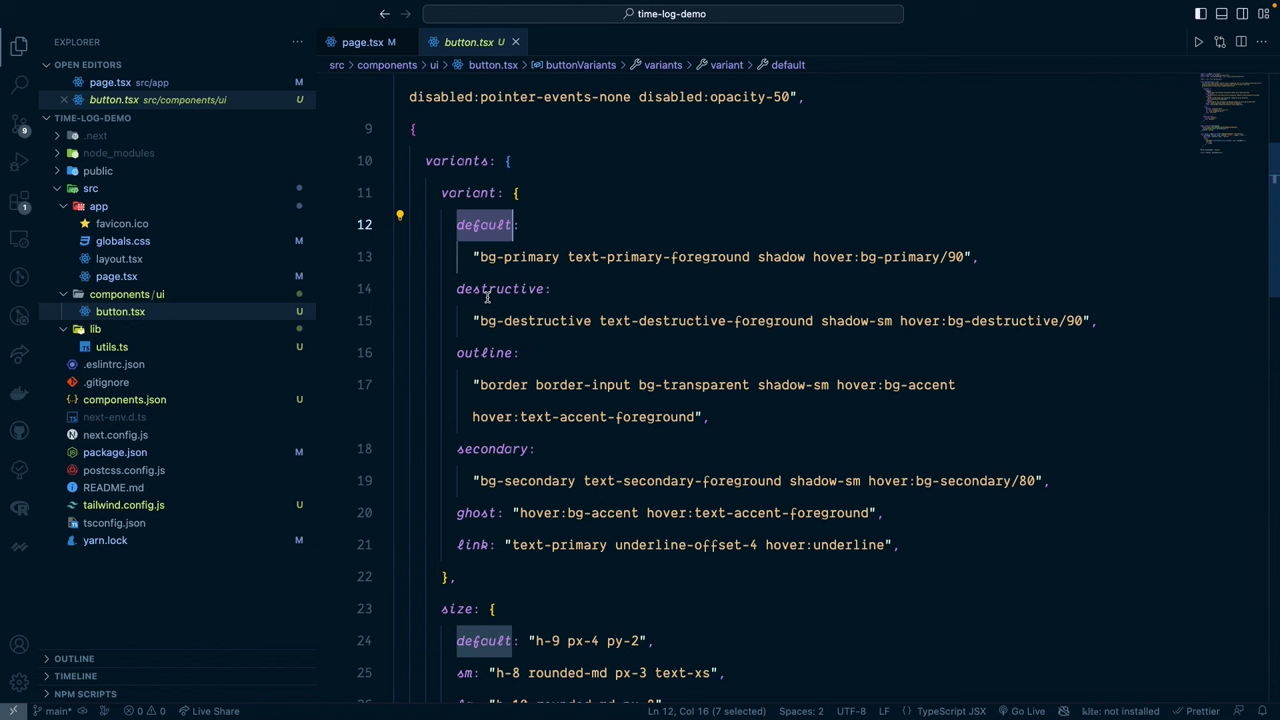 time-log-demo
EXPLORER
OPEN EDITORS
page.tsx src/app M
button.tsx src/components/ui U
TIME-LOG-DEMO
.next
node_modules
public
src
app
favicon.ico
globals.css M
layout.tsx
page.tsx M
components / ui
button.tsx U
lib
utils.ts U
.eslintrc.json
.gitignore
components.json U
next-env.d.ts
next.config.js
package.json M
postcss.config.js
README.md
tailwind.config.js U
tsconfig.json
yarn.lock M
OUTLINE
TIMELINE
NPM SCRIPTS
9
1
page.tsx M
button.tsx U
src > components > ui > button.tsx > buttonVariants > variants > variant > default
disabled:pointer-events-none disabled:opacity-50",
9 {
10 variants: {
11 variant: {
12 default:
13 "bg-primary text-primary-foreground shadow hover:bg-primary/90",
14 destructive:
15 "bg-destructive text-destructive-foreground shadow-sm hover:bg-destructive/90",
16 outline:
17 "border border-input bg-transparent shadow-sm hover:bg-accent
hover:text-accent-foreground",
18 secondary:
19 "bg-secondary text-secondary-foreground shadow-sm hover:bg-secondary/80",
20 ghost: "hover:bg-accent hover:text-accent-foreground",
21 link: "text-primary underline-offset-4 hover:underline",
22 },
23 size: {
24 default: "h-9 px-4 py-2",
25 sm: "h-8 rounded-md px-3 text-xs",
main* 0 0 Live Share Ln 12, Col 16 (7 selected) Spaces: 2 UTF-8 LF {} TypeScript JSX Go Live kite: not installed Prettier